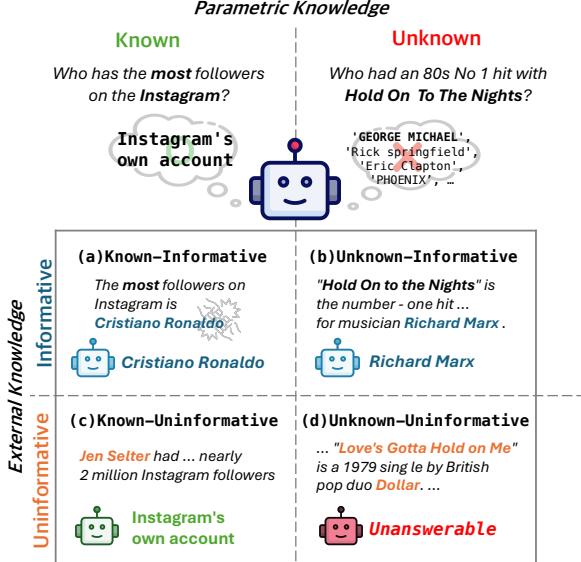 Parametric Knowledge
Known
Unknown
Who has the most followers
on the Instagram?
Who had an 80s No 1 hit with
Hold On To The Nights?
Instagram's
own account
'GEORGE MICHAEL',
'Rick springfield',
'Eric Clapton',
'PHOENIX', …
External Knowledge
Informative
(a)Known-Informative
The most followers on
Instagram is
Cristiano Ronaldo
Cristiano Ronaldo
(b)Unknown-Informative
"Hold On to the Nights" is
the number - one hit ...
for musician Richard Marx .
Richard Marx
Uninformative
(c)Known-Uninformative
Jen Selter had ... nearly
2 million Instagram followers
Instagram's
own account
(d)Unknown-Uninformative
... "Love's Gotta Hold on Me"
is a 1979 sing le by British
pop duo Dollar. ...
Unanswerable